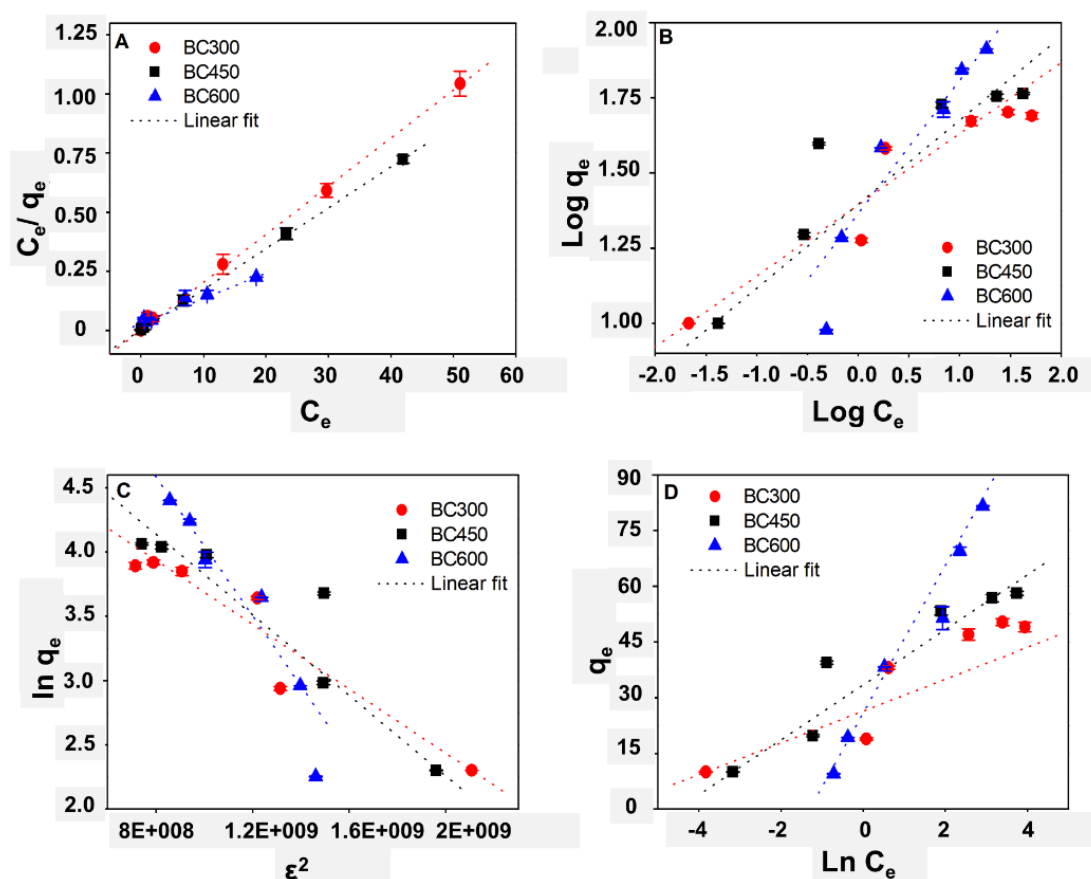 A
BC300
BC450
BC600
Linear fit
1.25
1.00
0.75
0.50
0.25
0
0 10 20 30 40 50 60
Ce/ qe
Ce
B
BC300
BC450
BC600
Linear fit
2.00
1.75
1.50
1.25
1.00
-2.0 -1.5 -1.0 -0.5 0.0 0.5 1.0 1.5 2.0
Log qe
Log Ce
C
BC300
BC450
BC600
Linear fit
4.5
4.0
3.5
3.0
2.5
2.0
8E+008 1.2E+009 1.6E+009 2E+009
ln qe
ε²
D
BC300
BC450
BC600
Linear fit
90
75
60
45
30
15
0
-4 -2 0 2 4
qe
Ln Ce